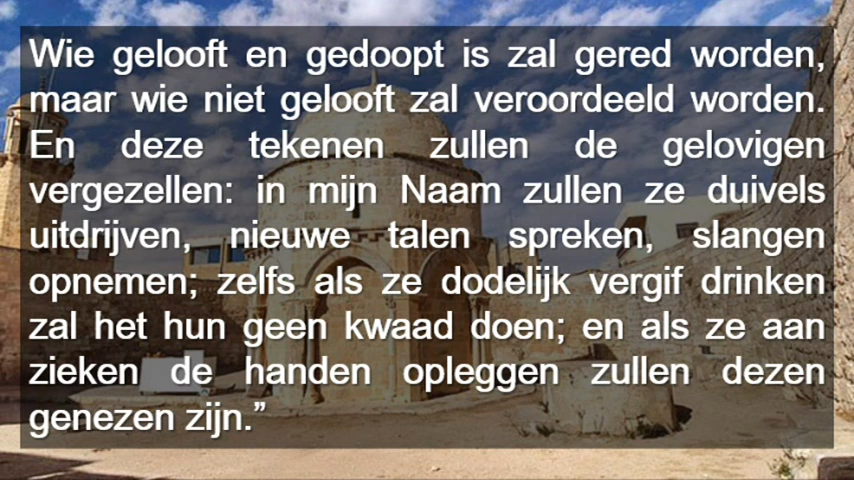 Wie gelooft en gedoopt is zal gered worden,
maar wie niet gelooft zal veroordeeld worden.
En deze tekenen zullen de gelovigen
vergezellen: in mijn Naam zullen ze duivels
uitdrijven, nieuwe talen spreken, slangen
opnemen; zelfs als ze dodelijk vergif drinken
zal het hun geen kwaad doen; en als ze aan
zieken de handen opleggen zullen dezen
genezen zijn.”